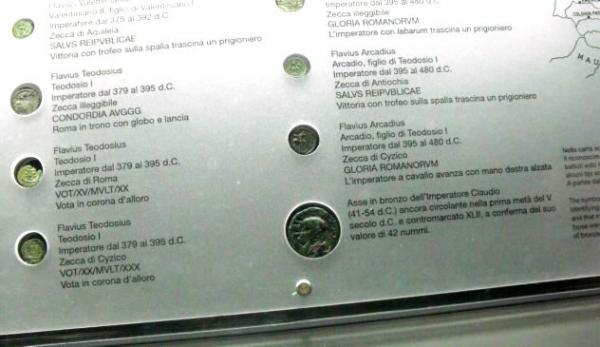 Valentiniano II, figlio di Valentiniano I
Imperatore dal 375 al 392 d.C.
Zecca di Aquileia
SALVS REIPVBLICAE
Vittoria con trofeo sulla spalla trascina un prigioniero
Flavius Teodosius
Teodosio I
Imperatore dal 379 al 395 d.C.
Zecca illeggibile
CONCORDIA AVGGG
Roma in trono con globo e lancia
Flavius Teodosius
Teodosio I
Imperatore dal 379 al 395 d.C.
Zecca di Roma
VOT/XV/MVLT/XX
Vota in corona d'alloro
Flavius Teodosius
Teodosio I
Imperatore dal 379 al 395 d.C.
Zecca di Cyzico
VOT/XX/MVLT/XXX
Vota in corona d'alloro
Imperatore dal 395 al 480 d.C.
Zecca illeggibile
GLORIA ROMANORVM
L'imperatore con labarum trascina un prigioniero
Flavius Arcadius
Arcadio, figlio di Teodosio I
Imperatore dal 395 al 480 d.C.
Zecca di Antiochia
SALVS REIPVBLICAE
Vittoria con trofeo sulla spalla trascina un prigioniero
Flavius Arcadius
Arcadio, figlio di Teodosio I
Imperatore dal 395 al 480 d.C.
Zecca di Cyzico
GLORIA ROMANORVM
L'imperatore a cavallo avanza con mano destra alzata
Asse in bronzo dell'Imperatore Claudio
(41-54 d.C.) ancora circolante nella prima metà del V
secolo d.C. e contromarcato XLII, a conferma del suo
valore di 42 nummi.
Nella carta